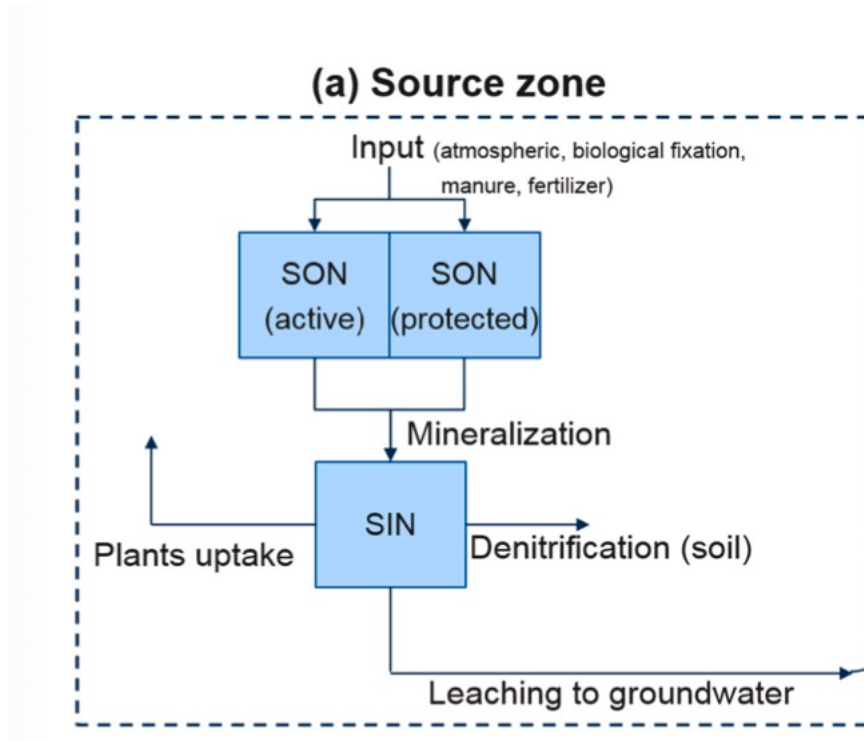 (a) Source zone
Input (atmospheric, biological fixation,
manure, fertilizer)
SON
(active)
SON
(protected)
Mineralization
SIN
Plants uptake
Denitrification (soil)
Leaching to groundwater